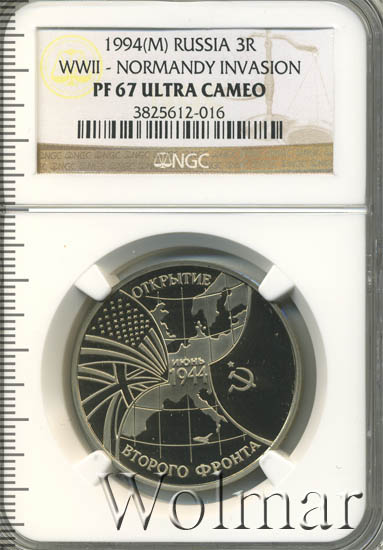 1994(M) RUSSIA 3R
WWII - NORMANDY INVASION
PF 67 ULTRA CAMEO
3825612-016
NGC
ОТКРЫТИЕ
ИЮНЬ
1944
ВТОРОГО ФРОНТА
Wolmar